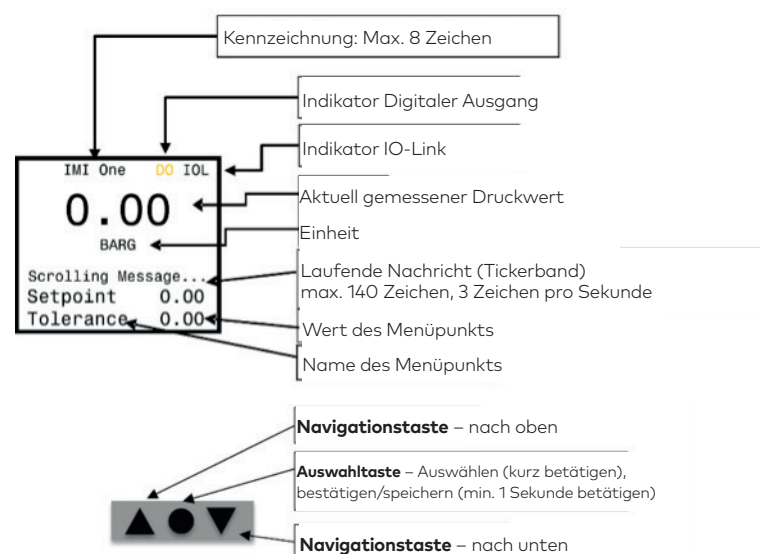 Kennzeichnung: Max. 8 Zeichen
Indikator Digitaler Ausgang
Indikator IO-Link
IMI One DO IOL
0.00
Aktuell gemessener Druckwert
BARG
Einheit
Scrolling Message...
Laufende Nachricht (Tickerband)
max. 140 Zeichen, 3 Zeichen pro Sekunde
Setpoint 0.00
Tolerance 0.00
Wert des Menüpunkts
Name des Menüpunkts
Navigationstaste – nach oben
Auswahltaste – Auswählen (kurz betätigen),
bestätigen/speichern (min. 1 Sekunde betätigen)
Navigationstaste – nach unten